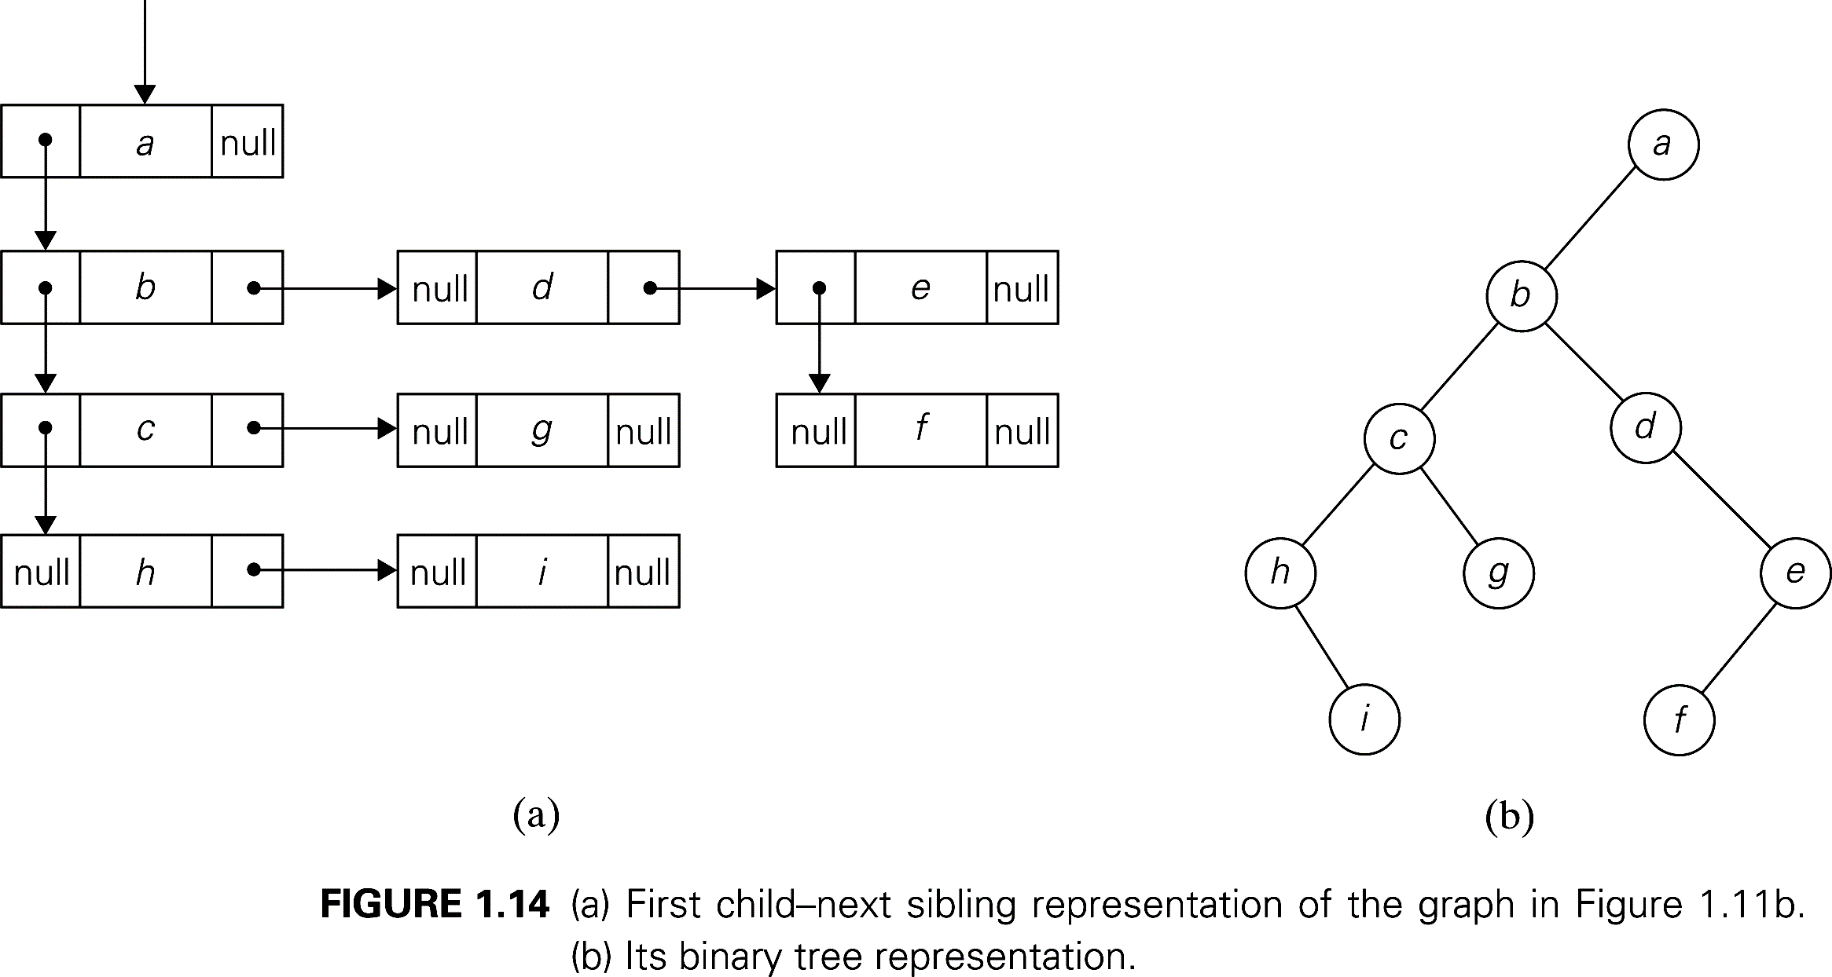 a null
a
b null d e null
b
c null g null null f null
c d
null h null i null
h g e
i f
(a) (b)
FIGURE 1.14 (a) First child–next sibling representation of the graph in Figure 1.11b.
(b) Its binary tree representation.